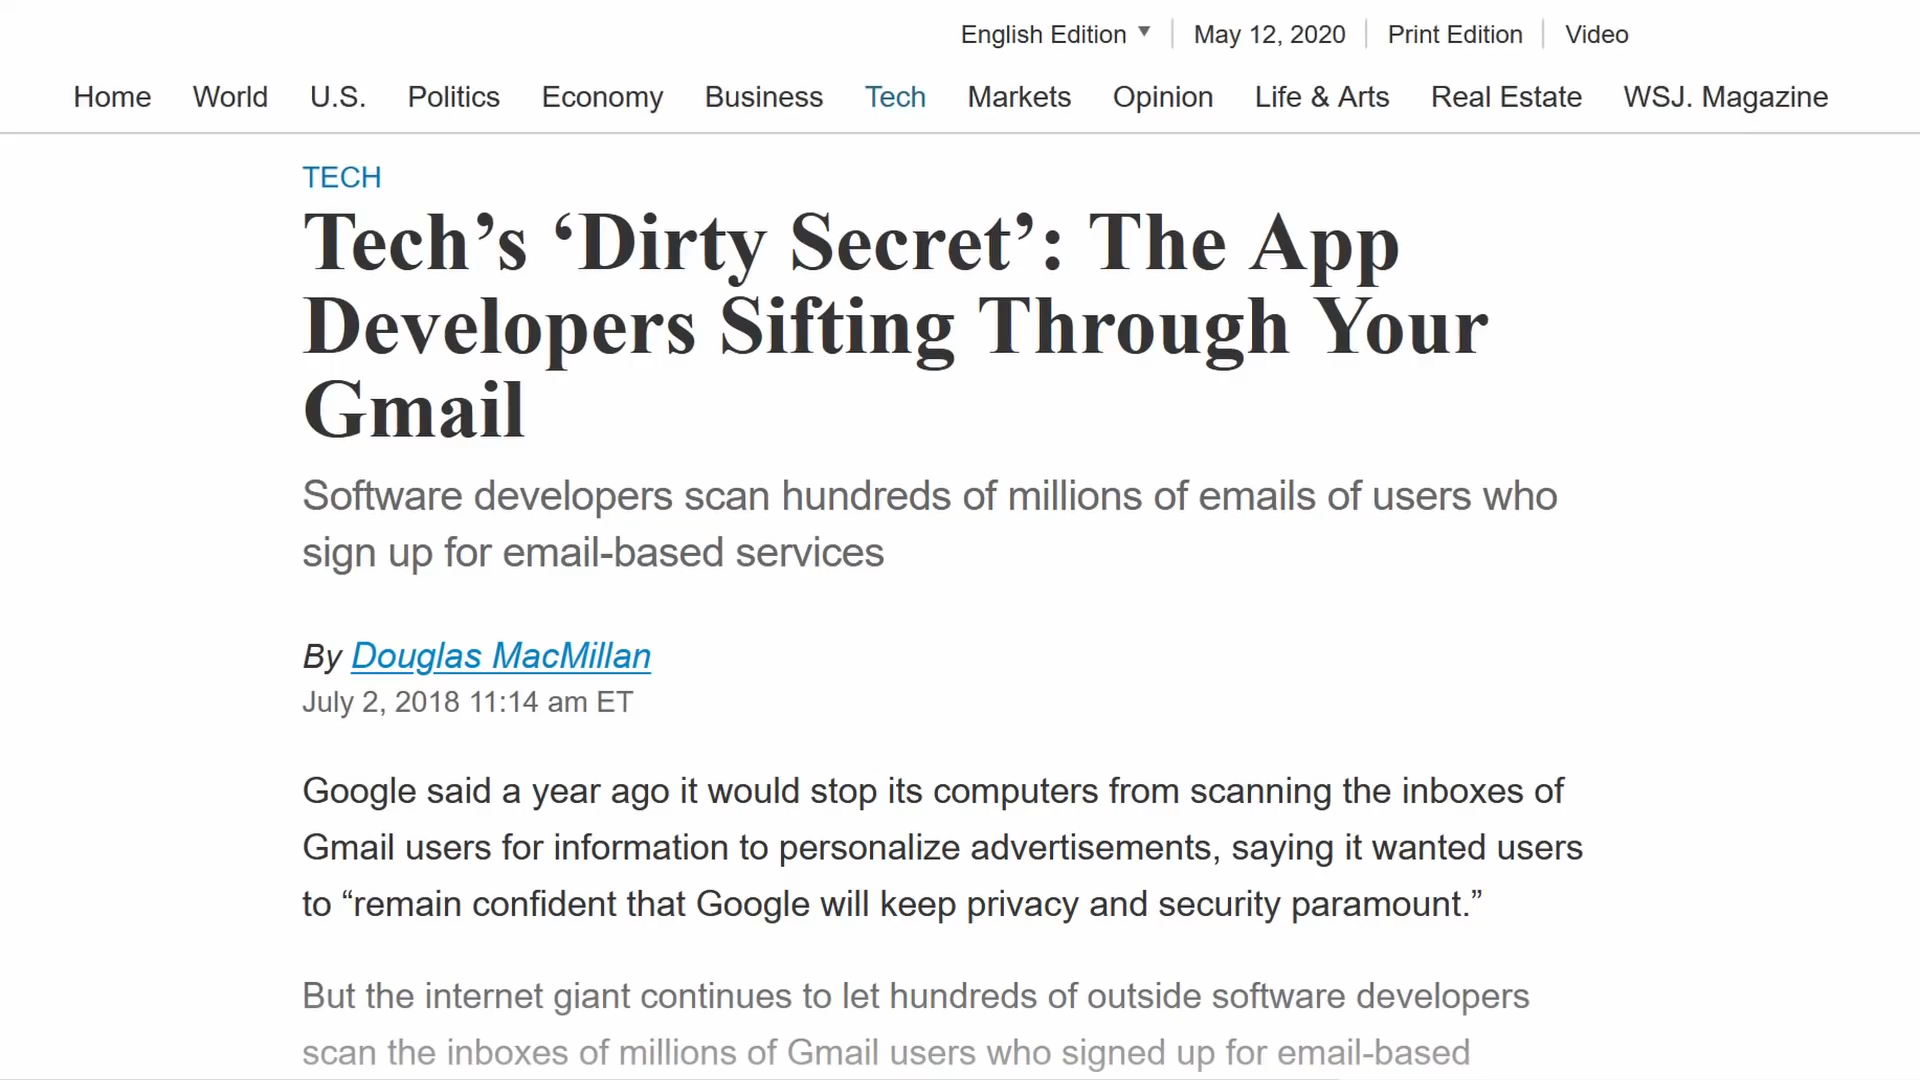 English Edition ▼ May 12, 2020 Print Edition Video
Home World U.S. Politics Economy Business Tech Markets Opinion Life & Arts Real Estate WSJ. Magazine
TECH
Tech’s ‘Dirty Secret’: The App
Developers Sifting Through Your
Gmail
Software developers scan hundreds of millions of emails of users who
sign up for email-based services
By Douglas MacMillan
July 2, 2018 11:14 am ET
Google said a year ago it would stop its computers from scanning the inboxes of
Gmail users for information to personalize advertisements, saying it wanted users
to “remain confident that Google will keep privacy and security paramount.”
But the internet giant continues to let hundreds of outside software developers
scan the inboxes of millions of Gmail users who signed up for email-based